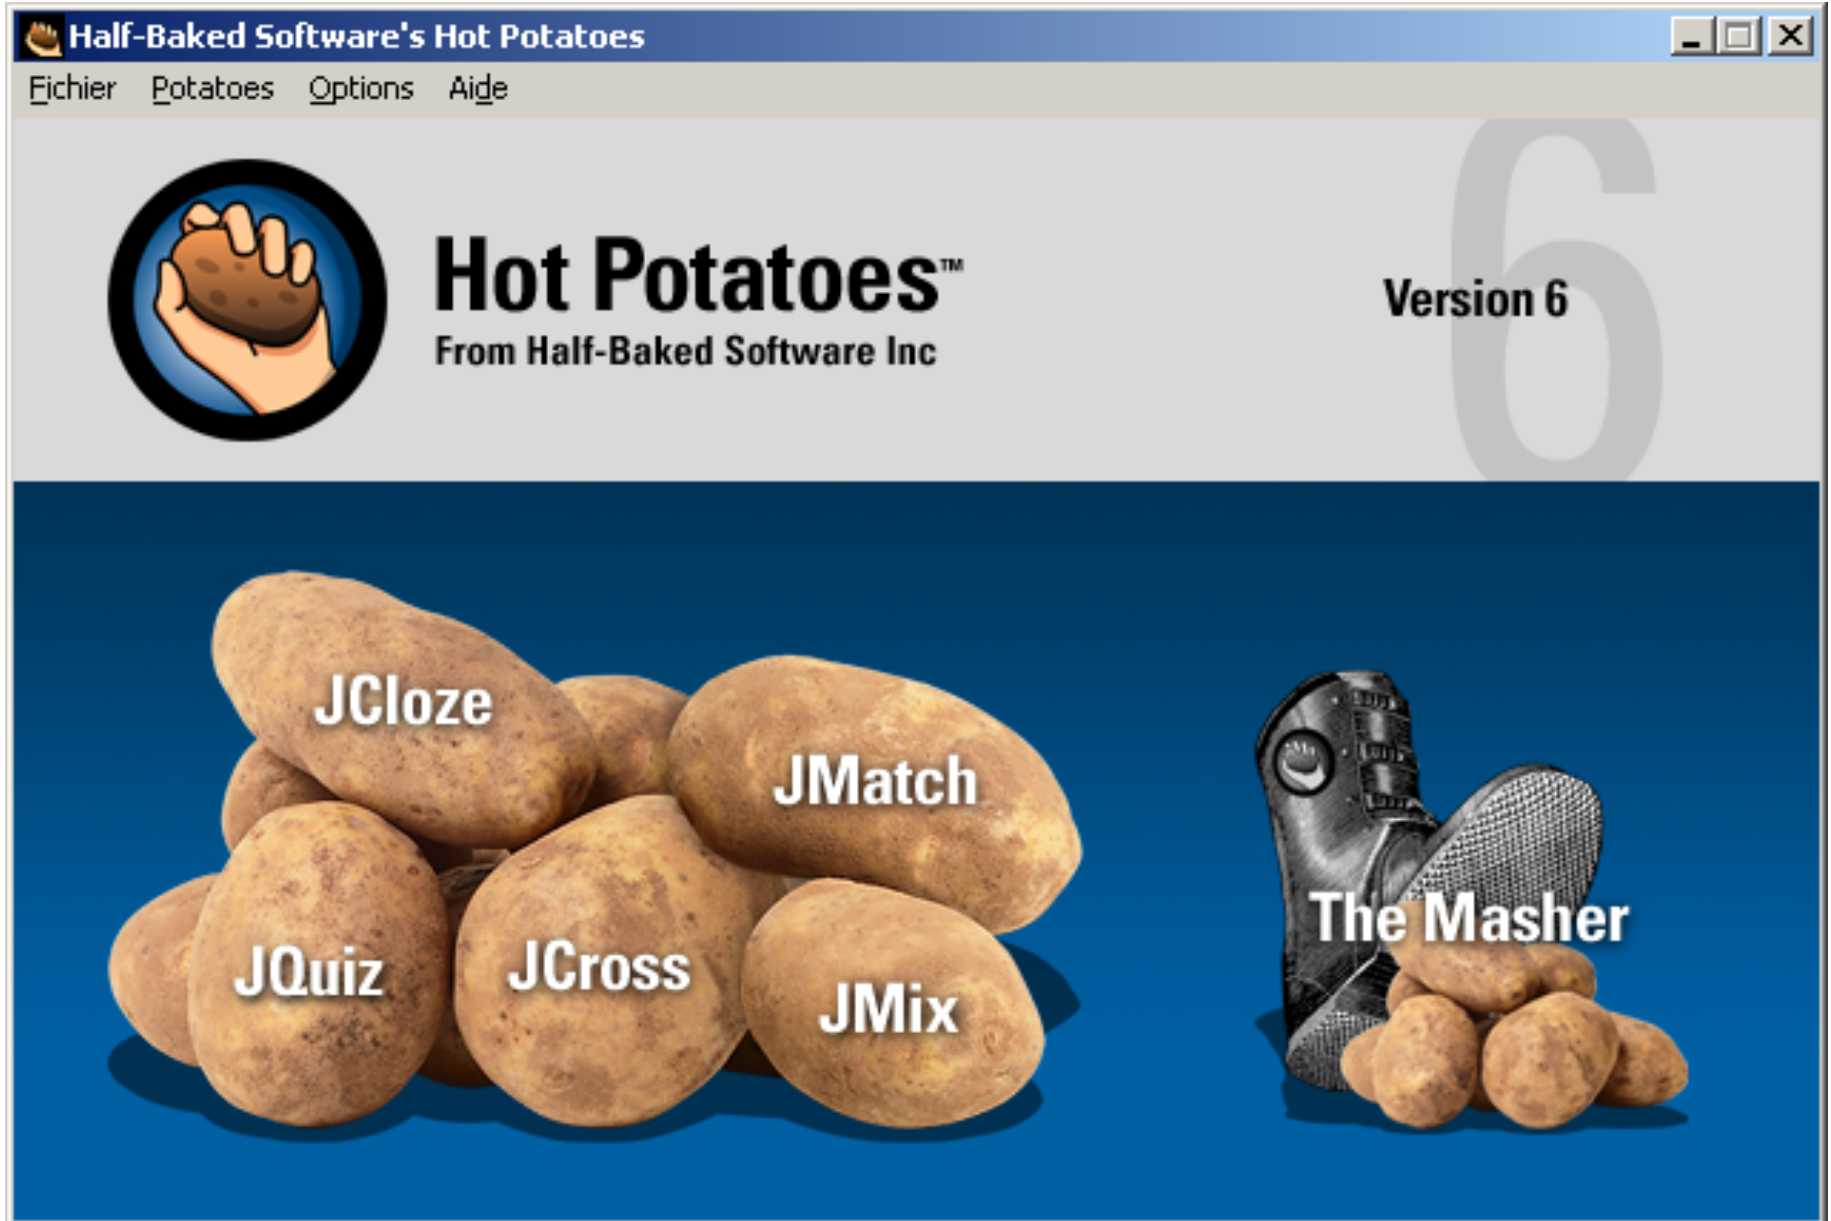 Half-Baked Software's Hot Potatoes
Fichier Potatoes Options Aide
6
Hot Potatoes™
From Half-Baked Software Inc
Version 6
JCloze
JMatch
The Masher
JQuiz
JCross
JMix